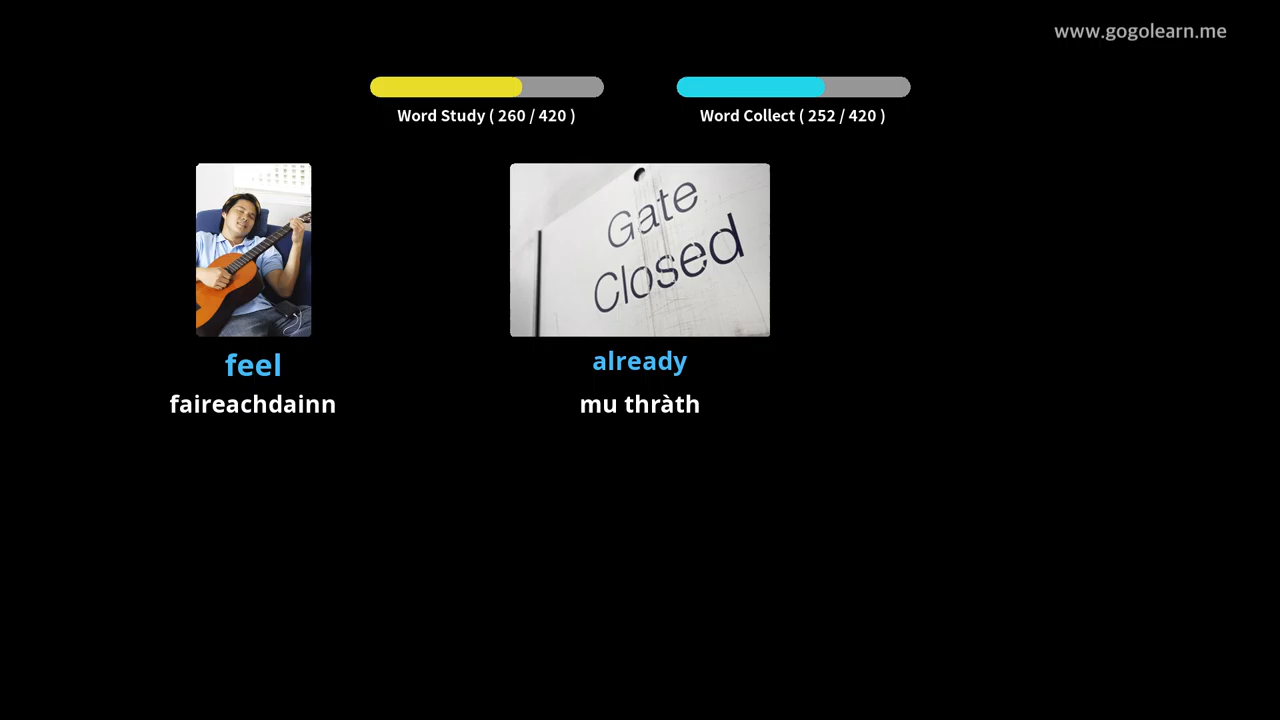 www.gogolearn.me
Word Study ( 260 / 420 )
Word Collect ( 252 / 420 )
Gate
Closed
feel
already
faireachdainn
mu thràth